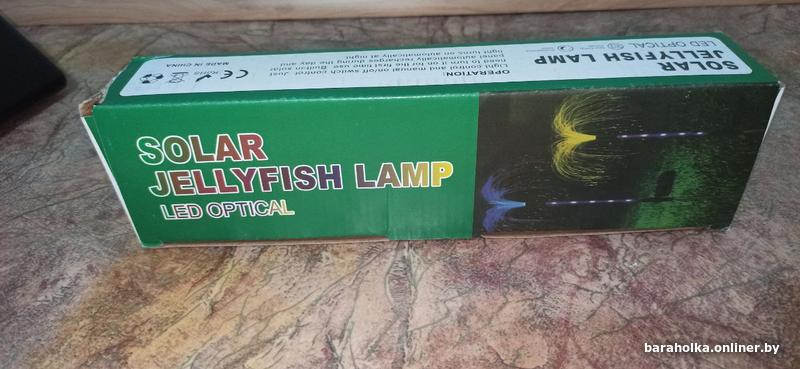 SOLAR
JELLYFISH LAMP
LED OPTICAL
SOLAR
JELLYFISH LAMP
LED OPTICAL
OPERATION:
Light control and manual on/off switch control. Just
need to turn it on for the first time use. Built-in solar
panel automatically recharges during the day and
light turns on automatically at night
CE RoHS
MADE IN CHINA
baraholka.onliner.by